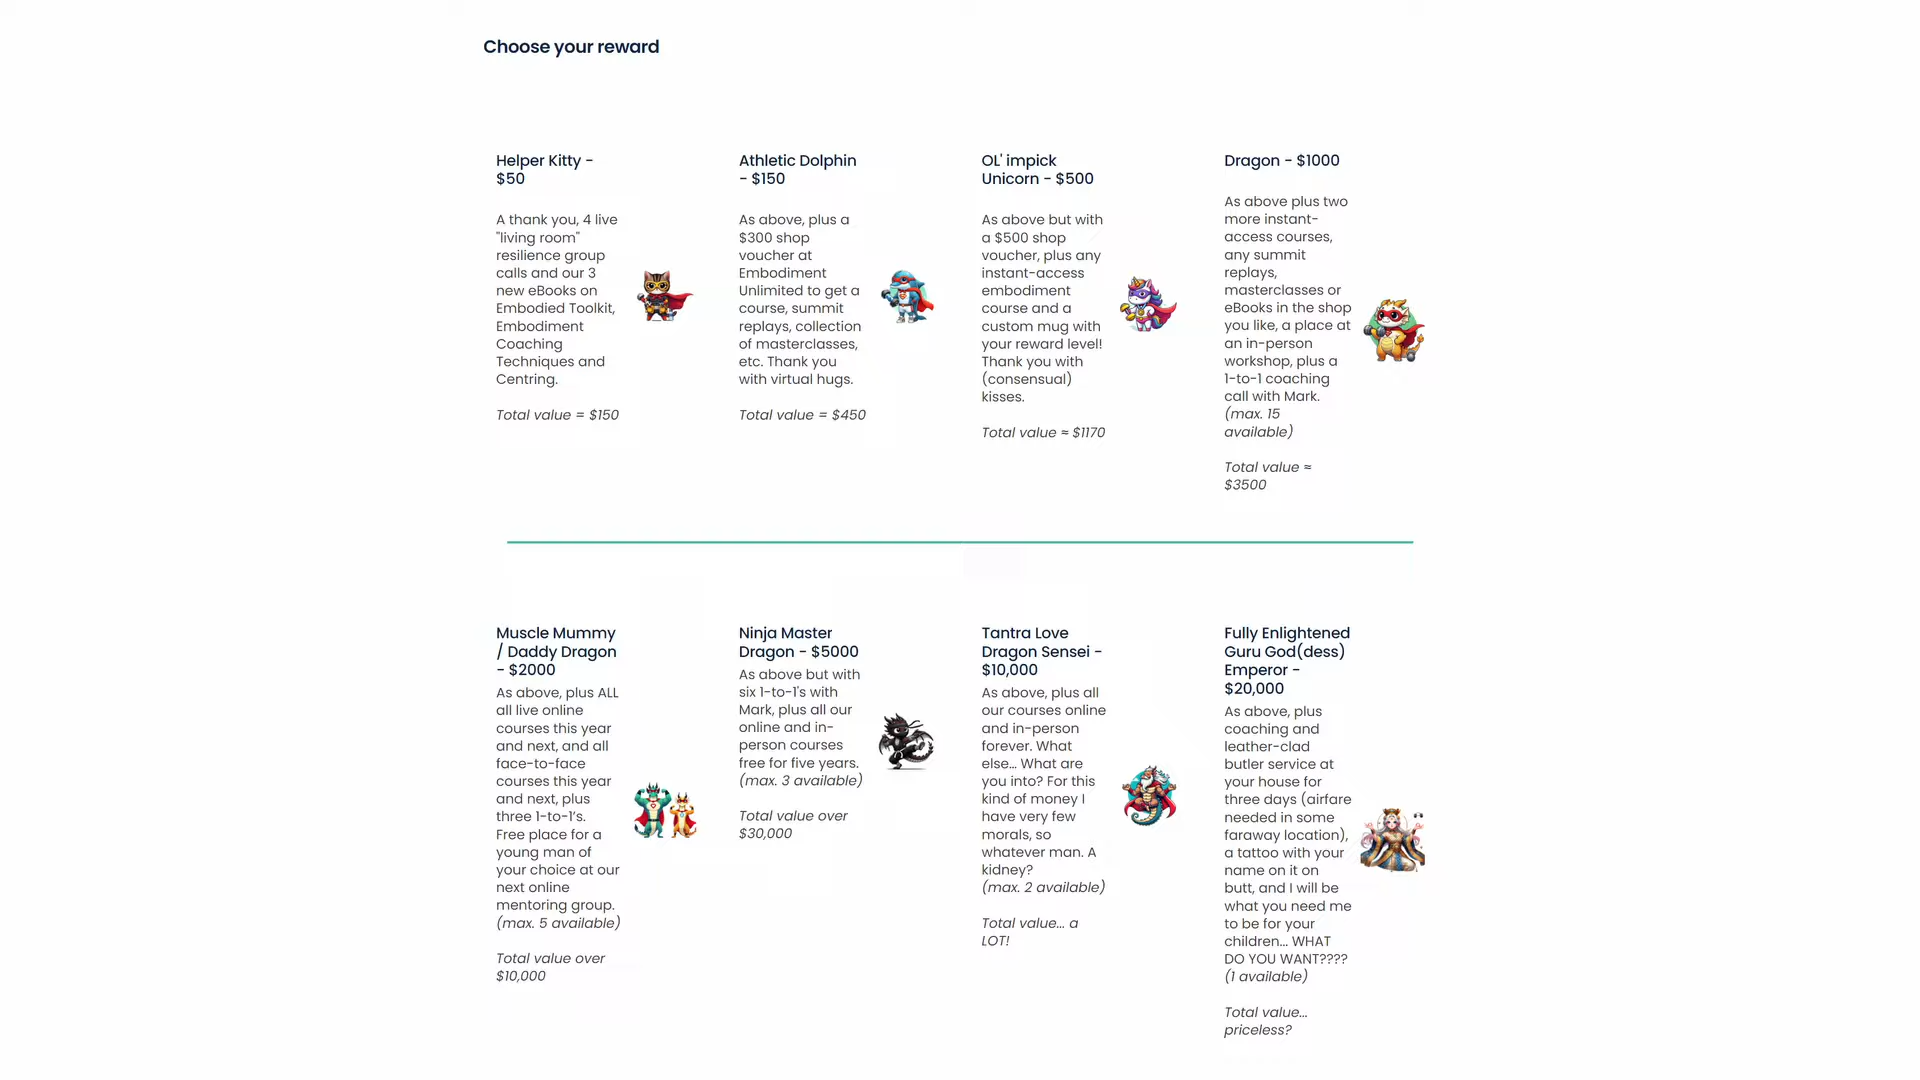 Choose your reward
Helper Kitty -
$50
A thank you, 4 live
"living room"
resilience group
calls and our 3
new eBooks on
Embodied Toolkit,
Embodiment
Coaching
Techniques and
Centring.
Total value = $150
Athletic Dolphin
- $150
As above, plus a
$300 shop
voucher at
Embodiment
Unlimited to get a
course, summit
replays, collection
of masterclasses,
etc. Thank you
with virtual hugs.
Total value = $450
OL' impick
Unicorn - $500
As above but with
a $500 shop
voucher, plus any
instant-access
embodiment
course and a
custom mug with
your reward level!
Thank you with
(consensual)
kisses.
Total value ≈ $1170
Dragon - $1000
As above plus two
more instant-
access courses,
any summit
replays,
masterclasses or
eBooks in the shop
you like, a place at
an in-person
workshop, plus a
1-to-1 coaching
call with Mark.
(max. 15
available)
Total value ≈
$3500
Muscle Mummy
/ Daddy Dragon
- $2000
As above, plus ALL
all live online
courses this year
and next, and all
face-to-face
courses this year
and next, plus
three 1-to-1's.
Free place for a
young man of
your choice at our
next online
mentoring group.
(max. 5 available)
Total value over
$10,000
Ninja Master
Dragon - $5000
As above but with
six 1-to-1's with
Mark, plus all our
online and in-
person courses
free for five years.
(max. 3 available)
Total value over
$30,000
Tantra Love
Dragon Sensei -
$10,000
As above, plus all
our courses online
and in-person
forever. What
else... What are
you into? For this
kind of money I
have very few
morals, so
whatever man. A
kidney?
(max. 2 available)
Total value... a
LOT!
Fully Enlightened
Guru God(dess)
Emperor -
$20,000
As above, plus
coaching and
leather-clad
butler service at
your house for
three days (airfare
needed in some
faraway location),
a tattoo with your
name on it on
butt, and I will be
what you need me
to be for your
children... WHAT
DO YOU WANT????
(1 available)
Total value...
priceless?